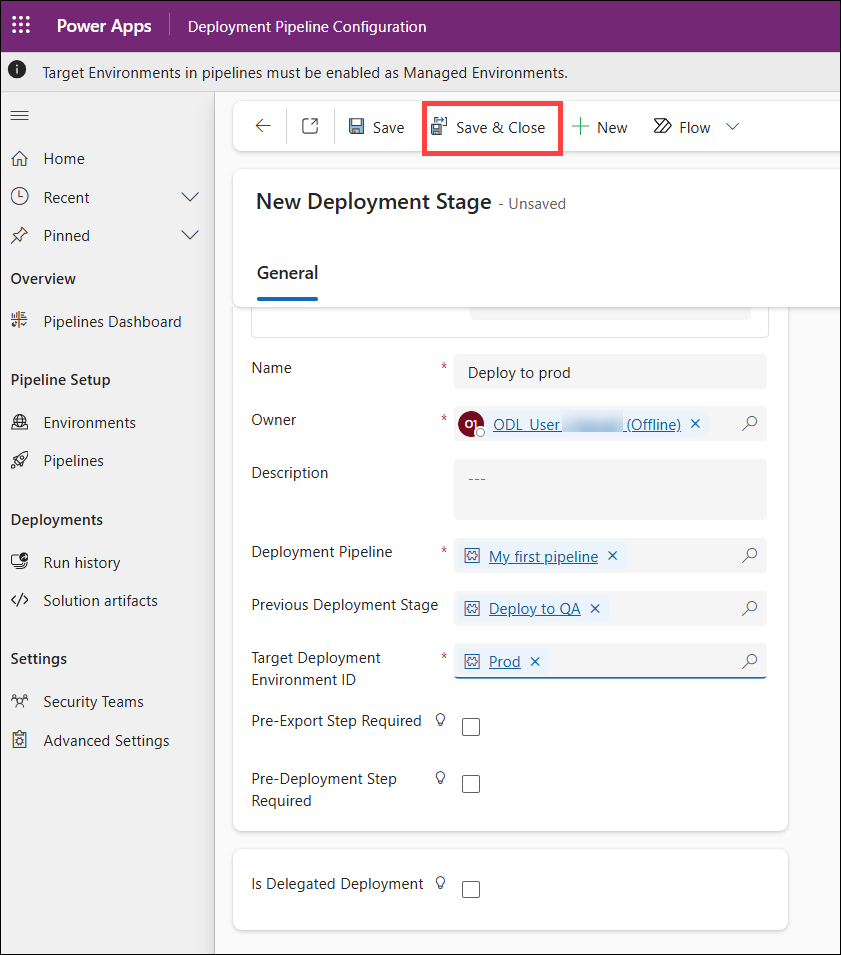 Power Apps
Deployment Pipeline Configuration
Target Environments in pipelines must be enabled as Managed Environments.
Save
Save & Close
New
Flow
Home
Recent
Pinned
Overview
Pipelines Dashboard
Pipeline Setup
Environments
Pipelines
Deployments
Run history
Solution artifacts
Settings
Security Teams
Advanced Settings
New Deployment Stage - Unsaved
General
Name * Deploy to prod
Owner * O1 ODL_User (Offline)
Description ---
Deployment Pipeline * My first pipeline
Previous Deployment Stage Deploy to QA
Target Deployment * Prod
Environment ID
Pre-Export Step Required
Pre-Deployment Step
Required
Is Delegated Deployment